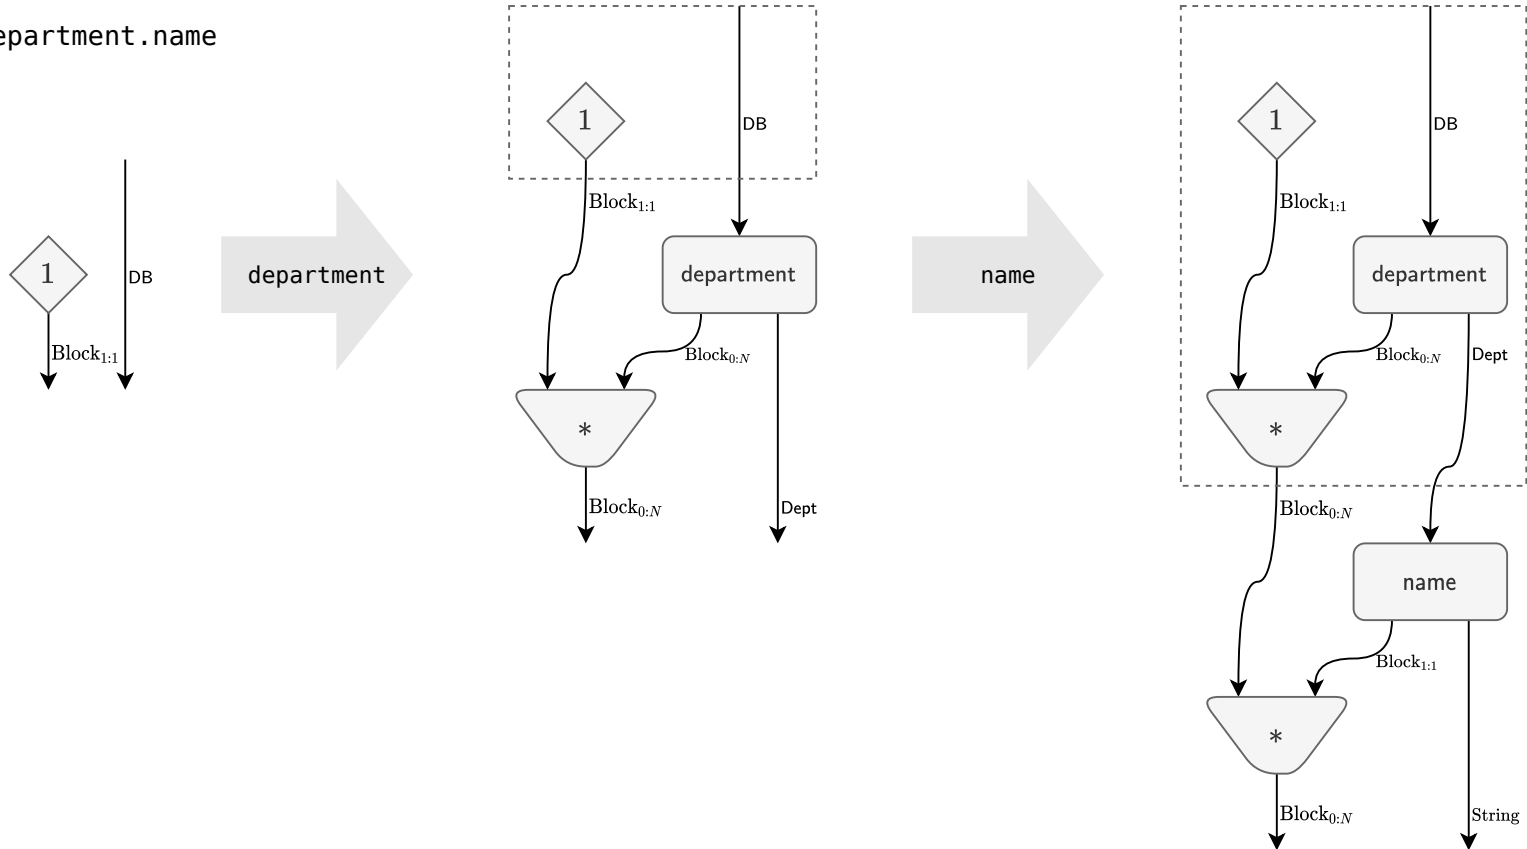 epartment.name
1
DB
Block1:1
department
1
DB
Block1:1
department
Block0:N
*
Block0:N
Dept
name
1
DB
Block1:1
department
Block0:N
Dept
*
Block0:N
name
Block1:1
*
Block0:N
String